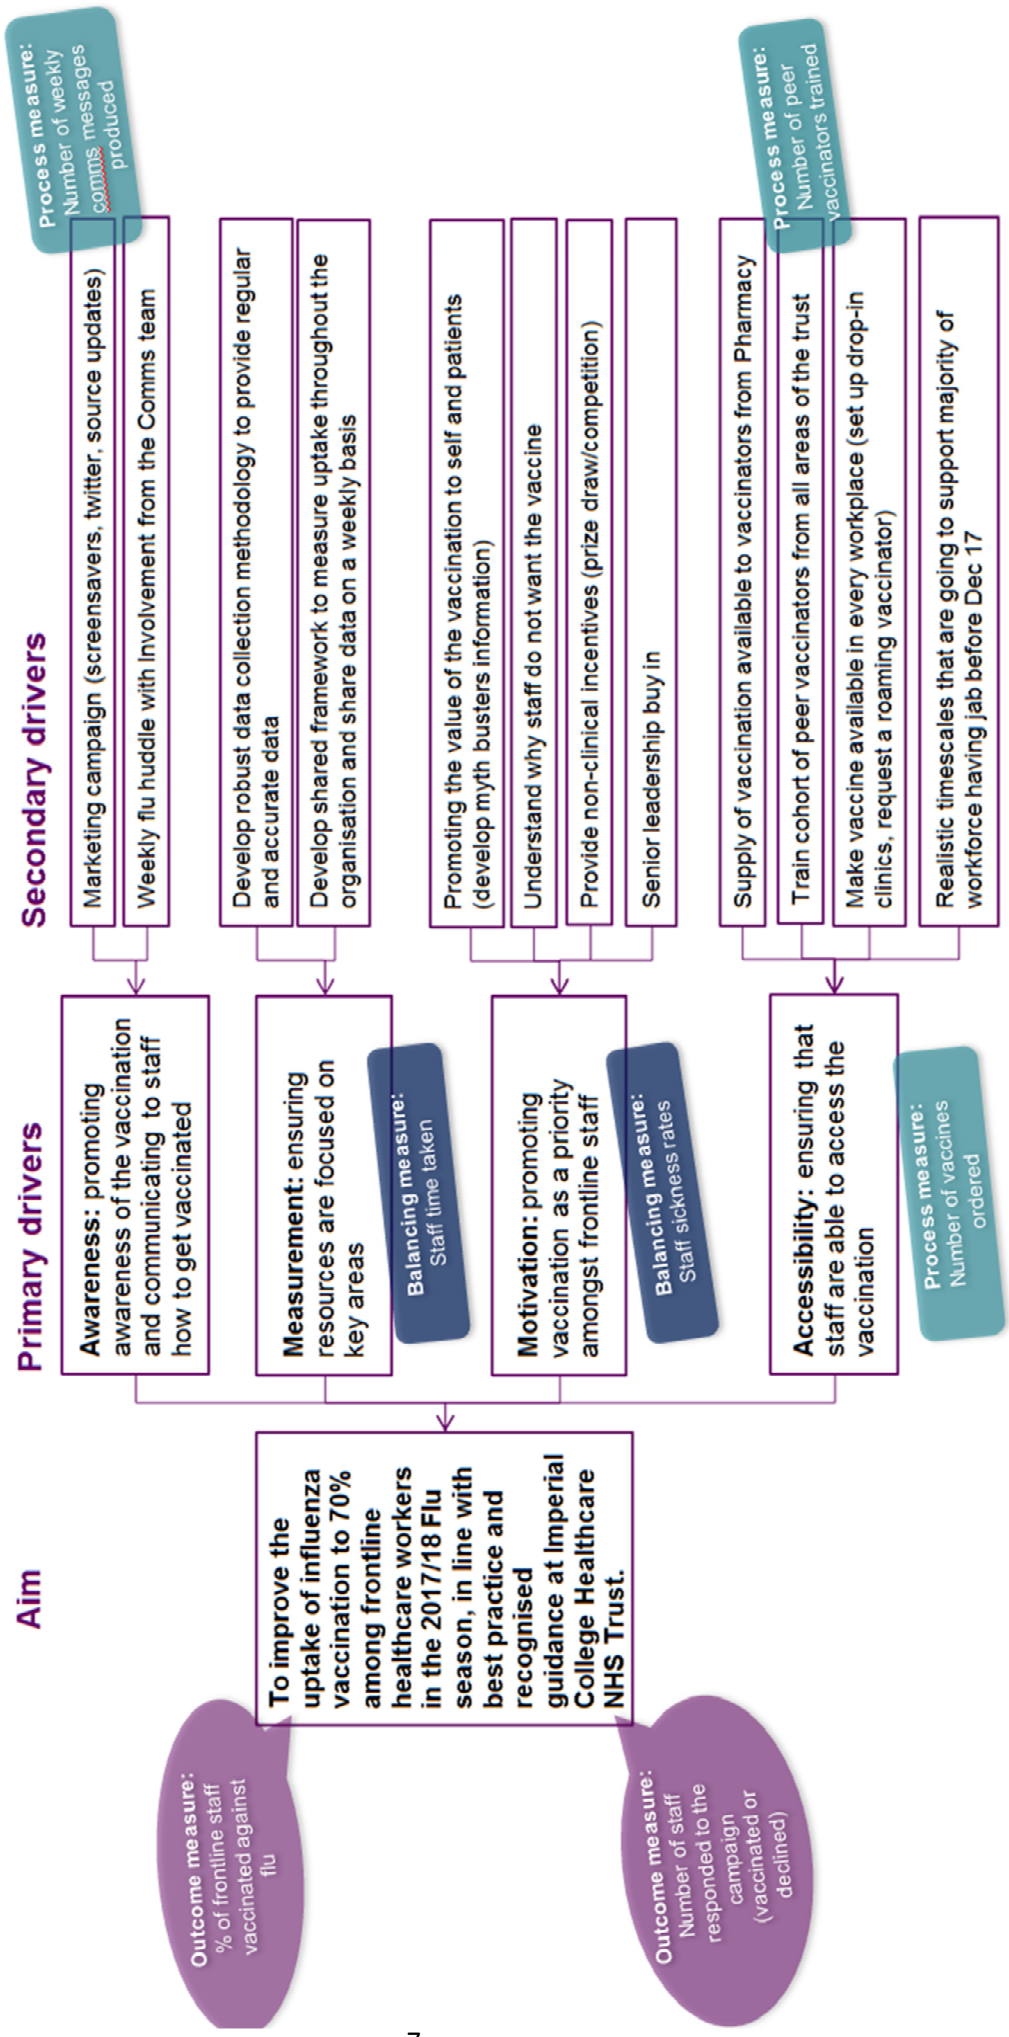 Aim
Primary drivers
Secondary drivers
Outcome measure:
% of frontline staff
vaccinated against
flu
To improve the
uptake of influenza
vaccination to 70%
among frontline
healthcare workers
in the 2017/18 Flu
season, in line with
best practice and
recognised
guidance at Imperial
College Healthcare
NHS Trust.
Outcome measure:
Number of staff
responded to the
campaign
(vaccinated or
declined)
Awareness: promoting
awareness of the vaccination
and communicating to staff
how to get vaccinated
Measurement: ensuring
resources are focused on
key areas
Balancing measure:
Staff time taken
Motivation: promoting
vaccination as a priority
amongst frontline staff
Balancing measure:
Staff sickness rates
Accessibility: ensuring that
staff are able to access the
vaccination
Process measure:
Number of vaccines
ordered
Process measure:
Number of weekly
comms messages
produced
Marketing campaign (screensavers, twitter, source updates)
Weekly flu huddle with Involvement from the Comms team
Develop robust data collection methodology to provide regular
and accurate data
Develop shared framework to measure uptake throughout the
organisation and share data on a weekly basis
Promoting the value of the vaccination to self and patients
(develop myth busters information)
Understand why staff do not want the vaccine
Provide non-clinical incentives (prize draw/competition)
Senior leadership buy in
Supply of vaccination available to vaccinators from Pharmacy
Process measure:
Number of peer
vaccinators trained
Train cohort of peer vaccinators from all areas of the trust
Make vaccine available in every workplace (set up drop-in
clinics, request a roaming vaccinator)
Realistic timescales that are going to support majority of
workforce having jab before Dec 17